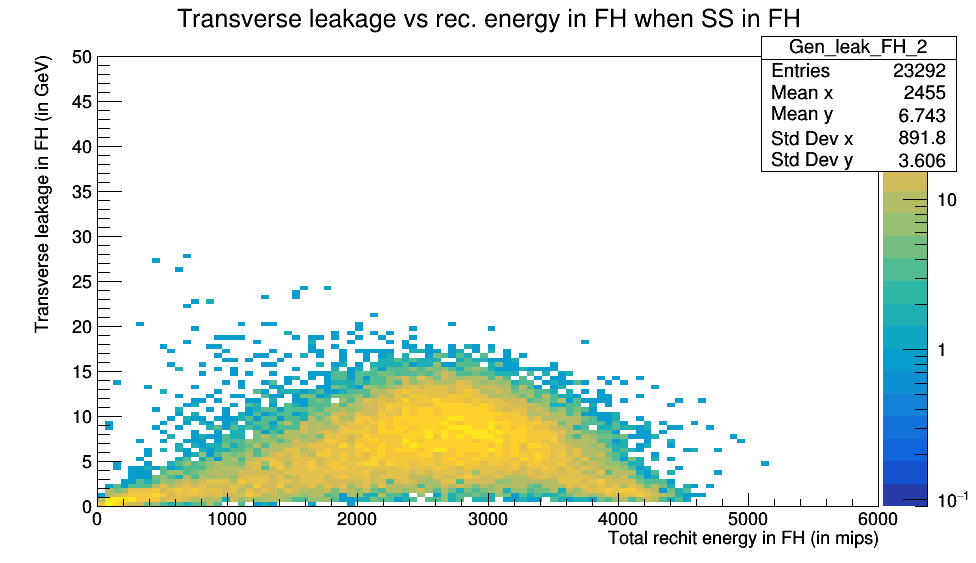 Transverse leakage vs rec. energy in FH when SS in FH
Gen_leak_FH_2
Entries 23292
Mean x 2455
Mean y 6.743
Std Dev x 891.8
Std Dev y 3.606
Transverse leakage in FH (in GeV)
50
45
40
35
30
25
20
15
10
5
0
0 1000 2000 3000 4000 5000 6000
Total rechit energy in FH (in mips)
10
1
10⁻¹